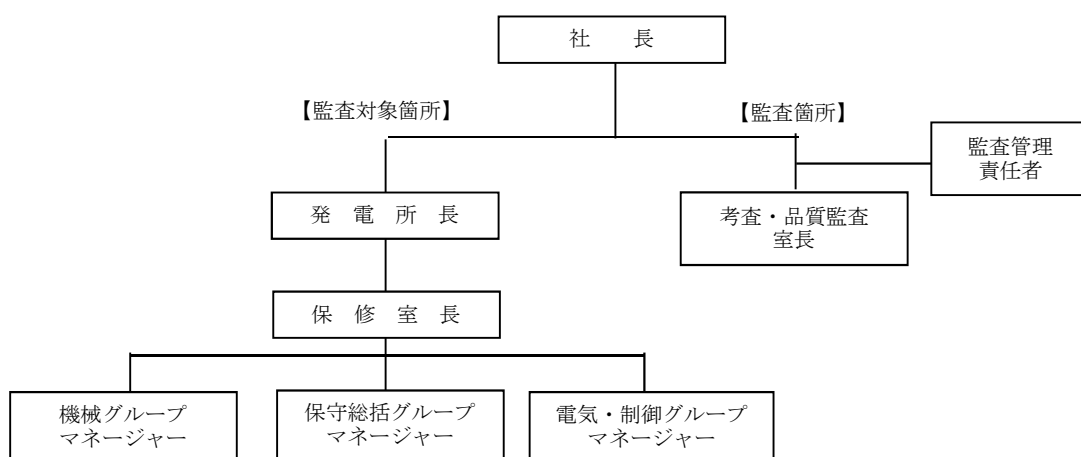 社　　長
【監査対象箇所】
【監査箇所】
監査管理
責任者
発　電　所　長
考査・品質監査
室長
保　修　室　長
機械グループ
マネージャー
保守総括グループ
マネージャー
電気・制御グループ
マネージャー